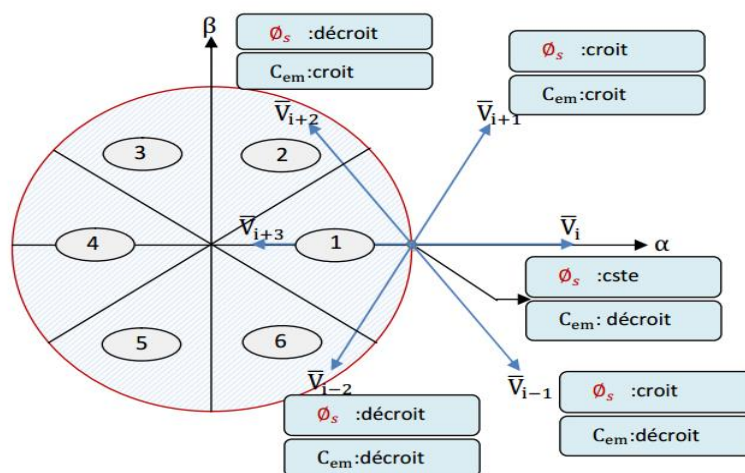 β
Ø_s :décroit
C_em:croit
Ø_s :croit
C_em:croit
V̅_i+2
V̅_i+1
3
2
4
V̅_i+3
1
V̅_i
α
Ø_s :cste
C_em: décroit
5
6
V̅_i−2
V̅_i−1
Ø_s :croit
C_em:décroit
Ø_s :décroit
C_em:décroit